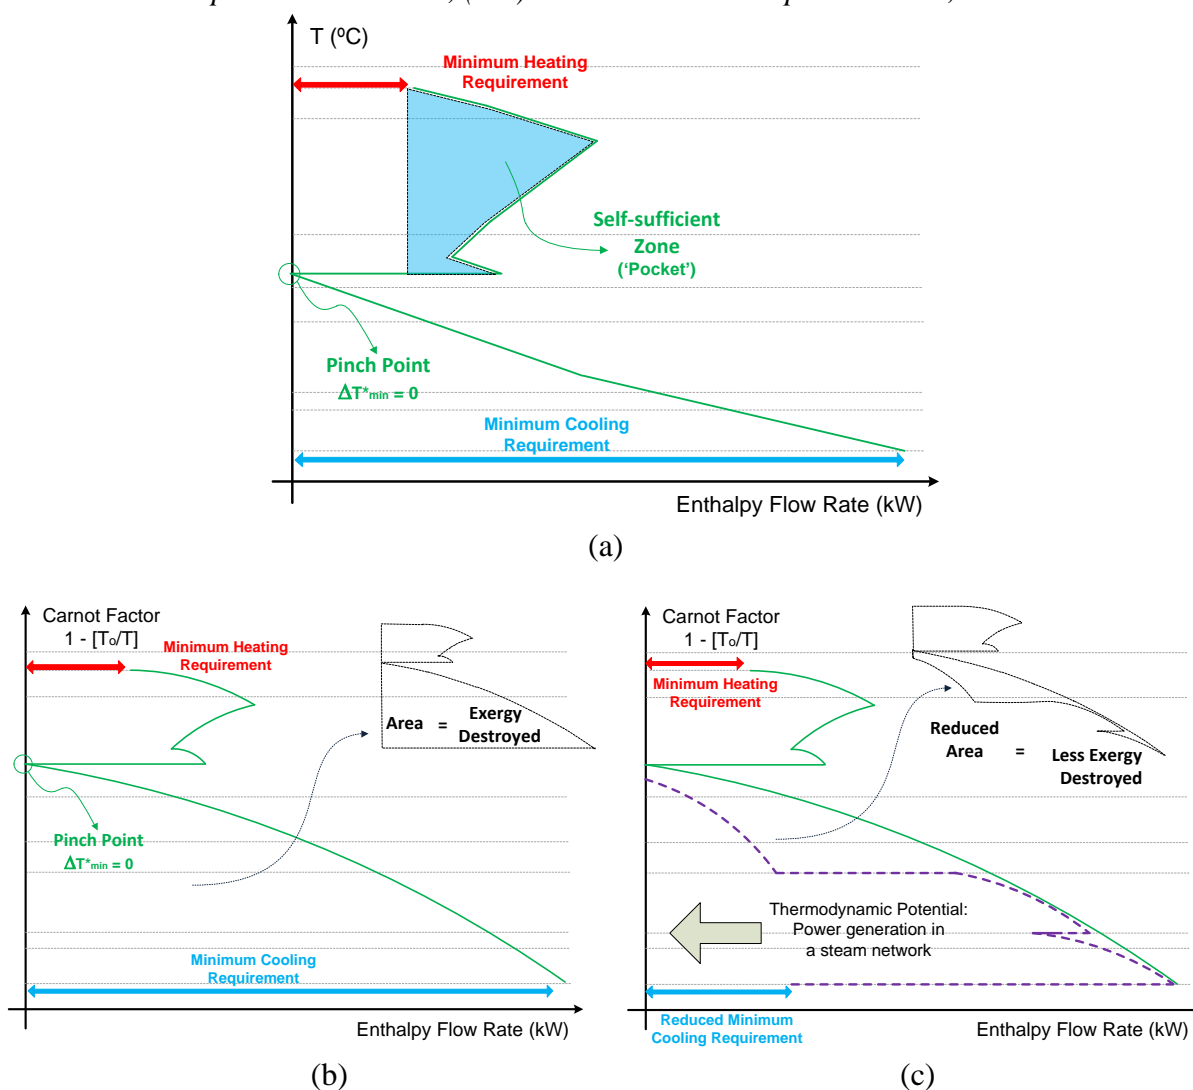 T (ºC)
Minimum Heating
Requirement
Self-sufficient
Zone
('Pocket')
Pinch Point
ΔT*min = 0
Minimum Cooling
Requirement
Enthalpy Flow Rate (kW)
(a)
Carnot Factor
1 - [To/T]
Minimum Heating
Requirement
Area = Exergy
Destroyed
Pinch Point
ΔT*min = 0
Minimum Cooling
Requirement
Enthalpy Flow Rate (kW)
(b)
Carnot Factor
1 - [To/T]
Minimum Heating
Requirement
Reduced
Area = Less Exergy
Destroyed
Thermodynamic Potential:
Power generation in
a steam network
Reduced Minimum
Cooling Requirement
Enthalpy Flow Rate (kW)
(c)